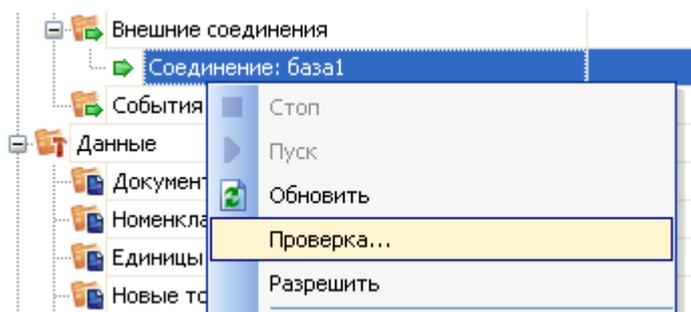 Внешние соединения
Соединение: база1
События
Стоп
Данные
Пуск
Документ
Обновить
Номенкла
Проверка...
Единицы
Разрешить
Новые то